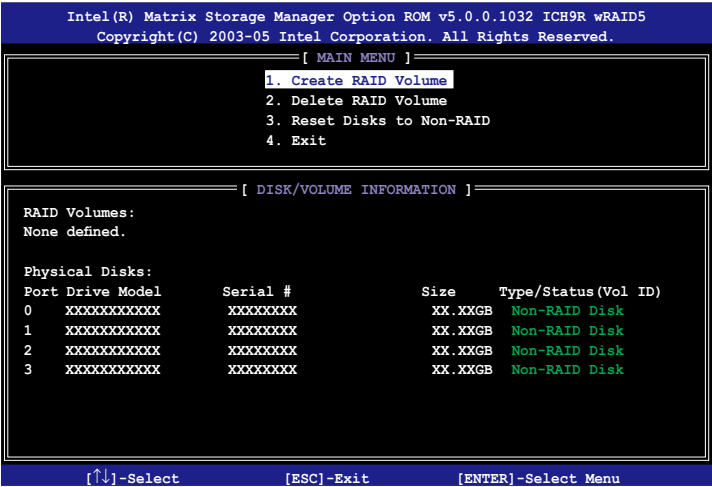 Intel(R) Matrix Storage Manager Option ROM v5.0.0.1032 ICH9R wRAID5
Copyright(C) 2003-05 Intel Corporation. All Rights Reserved.
[ MAIN MENU ]
1. Create RAID Volume
2. Delete RAID Volume
3. Reset Disks to Non-RAID
4. Exit
[ DISK/VOLUME INFORMATION ]
RAID Volumes:
None defined.
Physical Disks:
Port Drive Model Serial # Size Type/Status(Vol ID)
0 XXXXXXXXXXX XXXXXXXX XX.XXGB Non-RAID Disk
1 XXXXXXXXXXX XXXXXXXX XX.XXGB Non-RAID Disk
2 XXXXXXXXXXX XXXXXXXX XX.XXGB Non-RAID Disk
3 XXXXXXXXXXX XXXXXXXX XX.XXGB Non-RAID Disk
[↑↓]-Select [ESC]-Exit [ENTER]-Select Menu